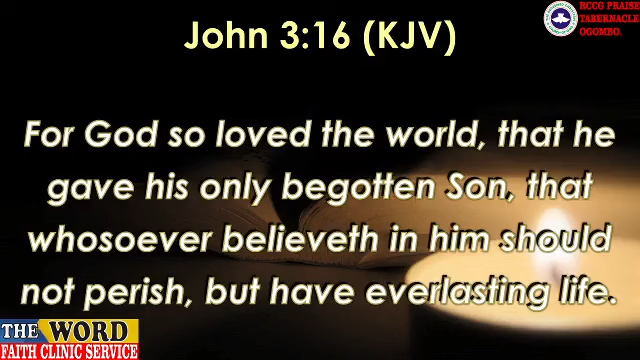 John 3:16 (KJV)
RCCG PRAISE
TABERNACLE
OGOMBO.
For God so loved the world, that he
gave his only begotten Son, that
whosoever believeth in him should
not perish, but have everlasting life.
THE WORD
FAITH CLINIC SERVICE